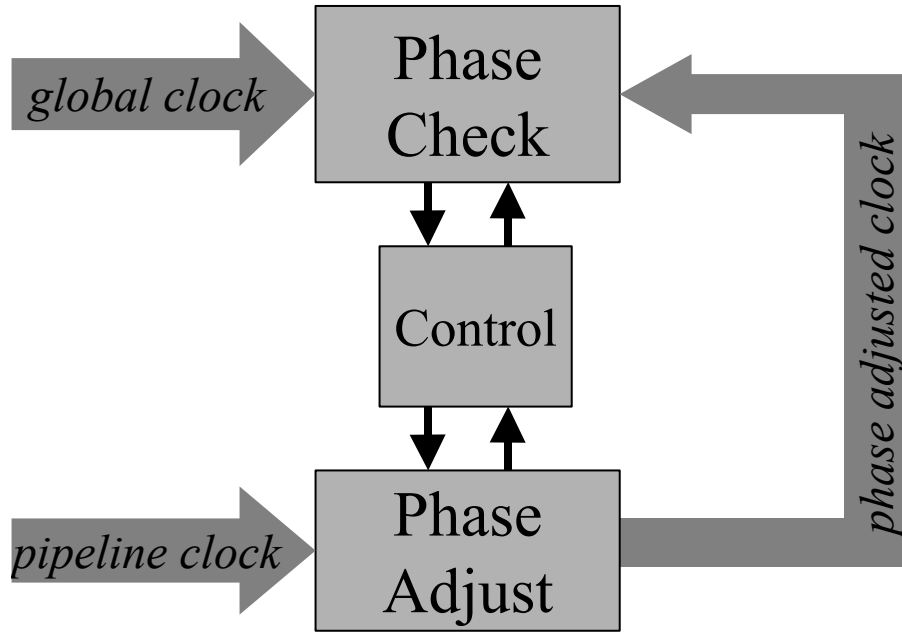 global clock
Phase
Check
Control
phase adjusted clock
pipeline clock
Phase
Adjust